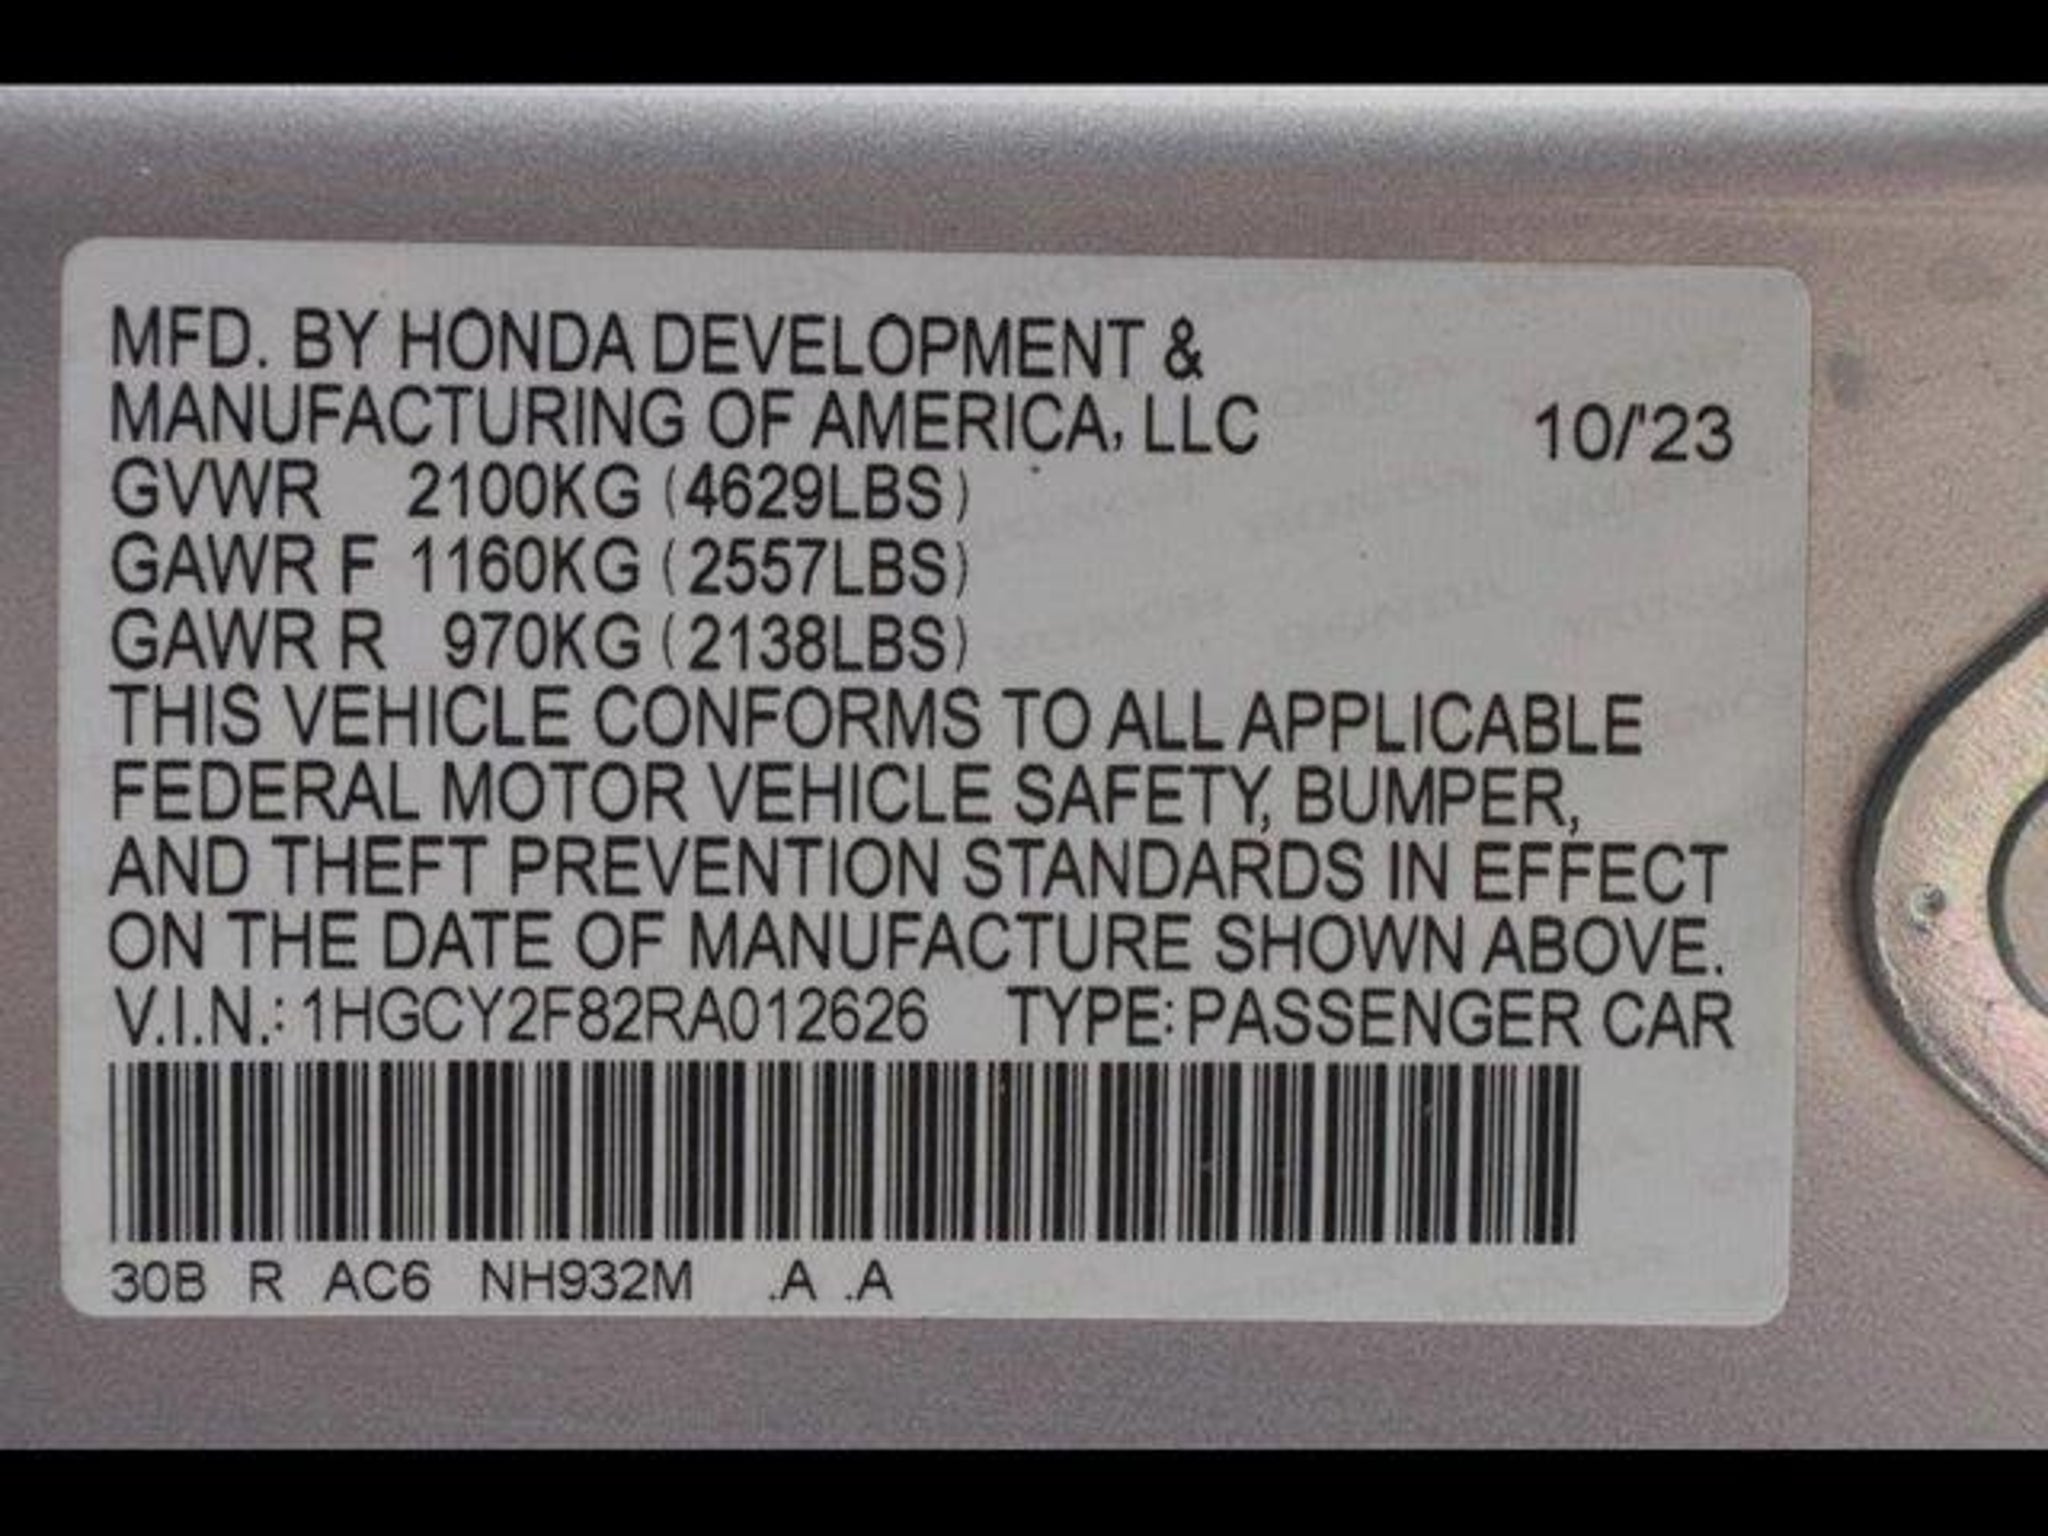 MFD. BY HONDA DEVELOPMENT &
MANUFACTURING OF AMERICA, LLC 10/'23
GVWR 2100KG (4629LBS)
GAWR F 1160KG (2557LBS)
GAWR R 970KG (2138LBS)
THIS VEHICLE CONFORMS TO ALL APPLICABLE
FEDERAL MOTOR VEHICLE SAFETY, BUMPER,
AND THEFT PREVENTION STANDARDS IN EFFECT
ON THE DATE OF MANUFACTURE SHOWN ABOVE.
V.I.N.: 1HGCY2F82RA012626 TYPE: PASSENGER CAR
30B R AC6 NH932M .A .A